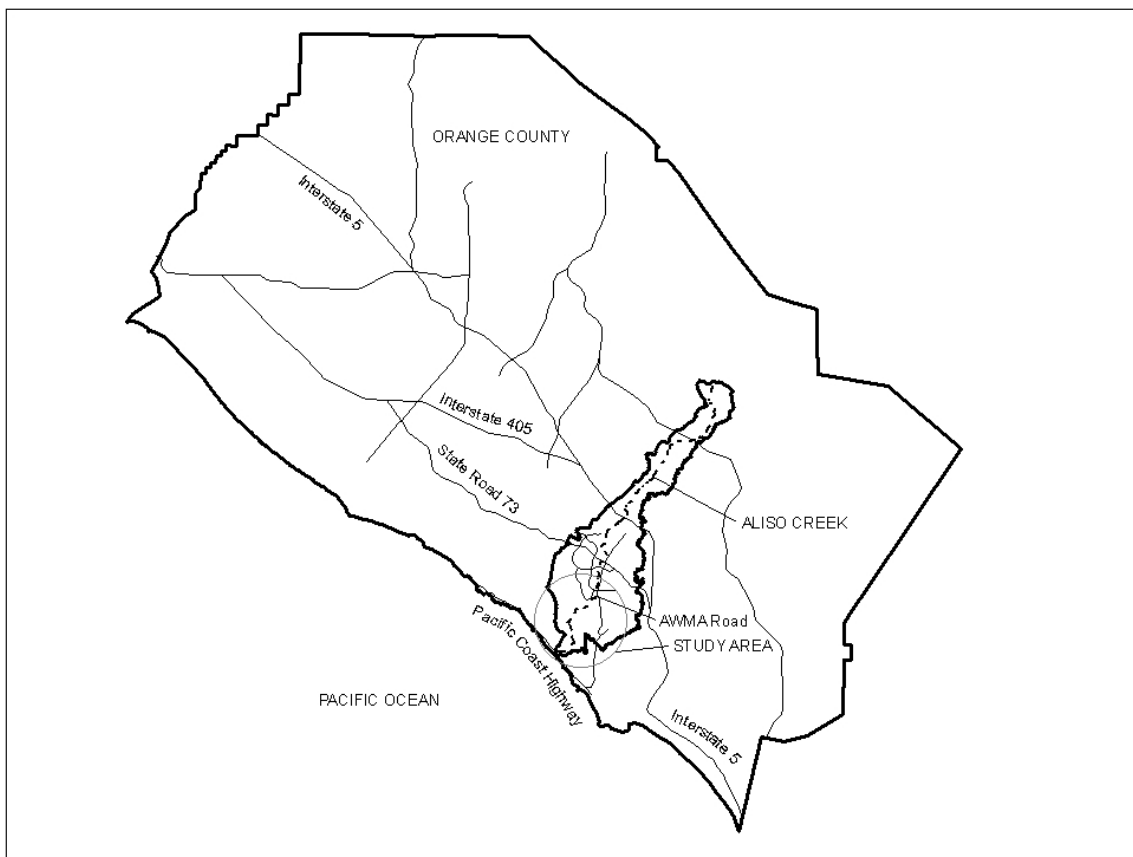 ORANGE COUNTY
Interstate 5
Interstate 405
State Road 73
ALISO CREEK
AWMA Road
STUDY AREA
Pacific Coast Highway
PACIFIC OCEAN
Interstate 5